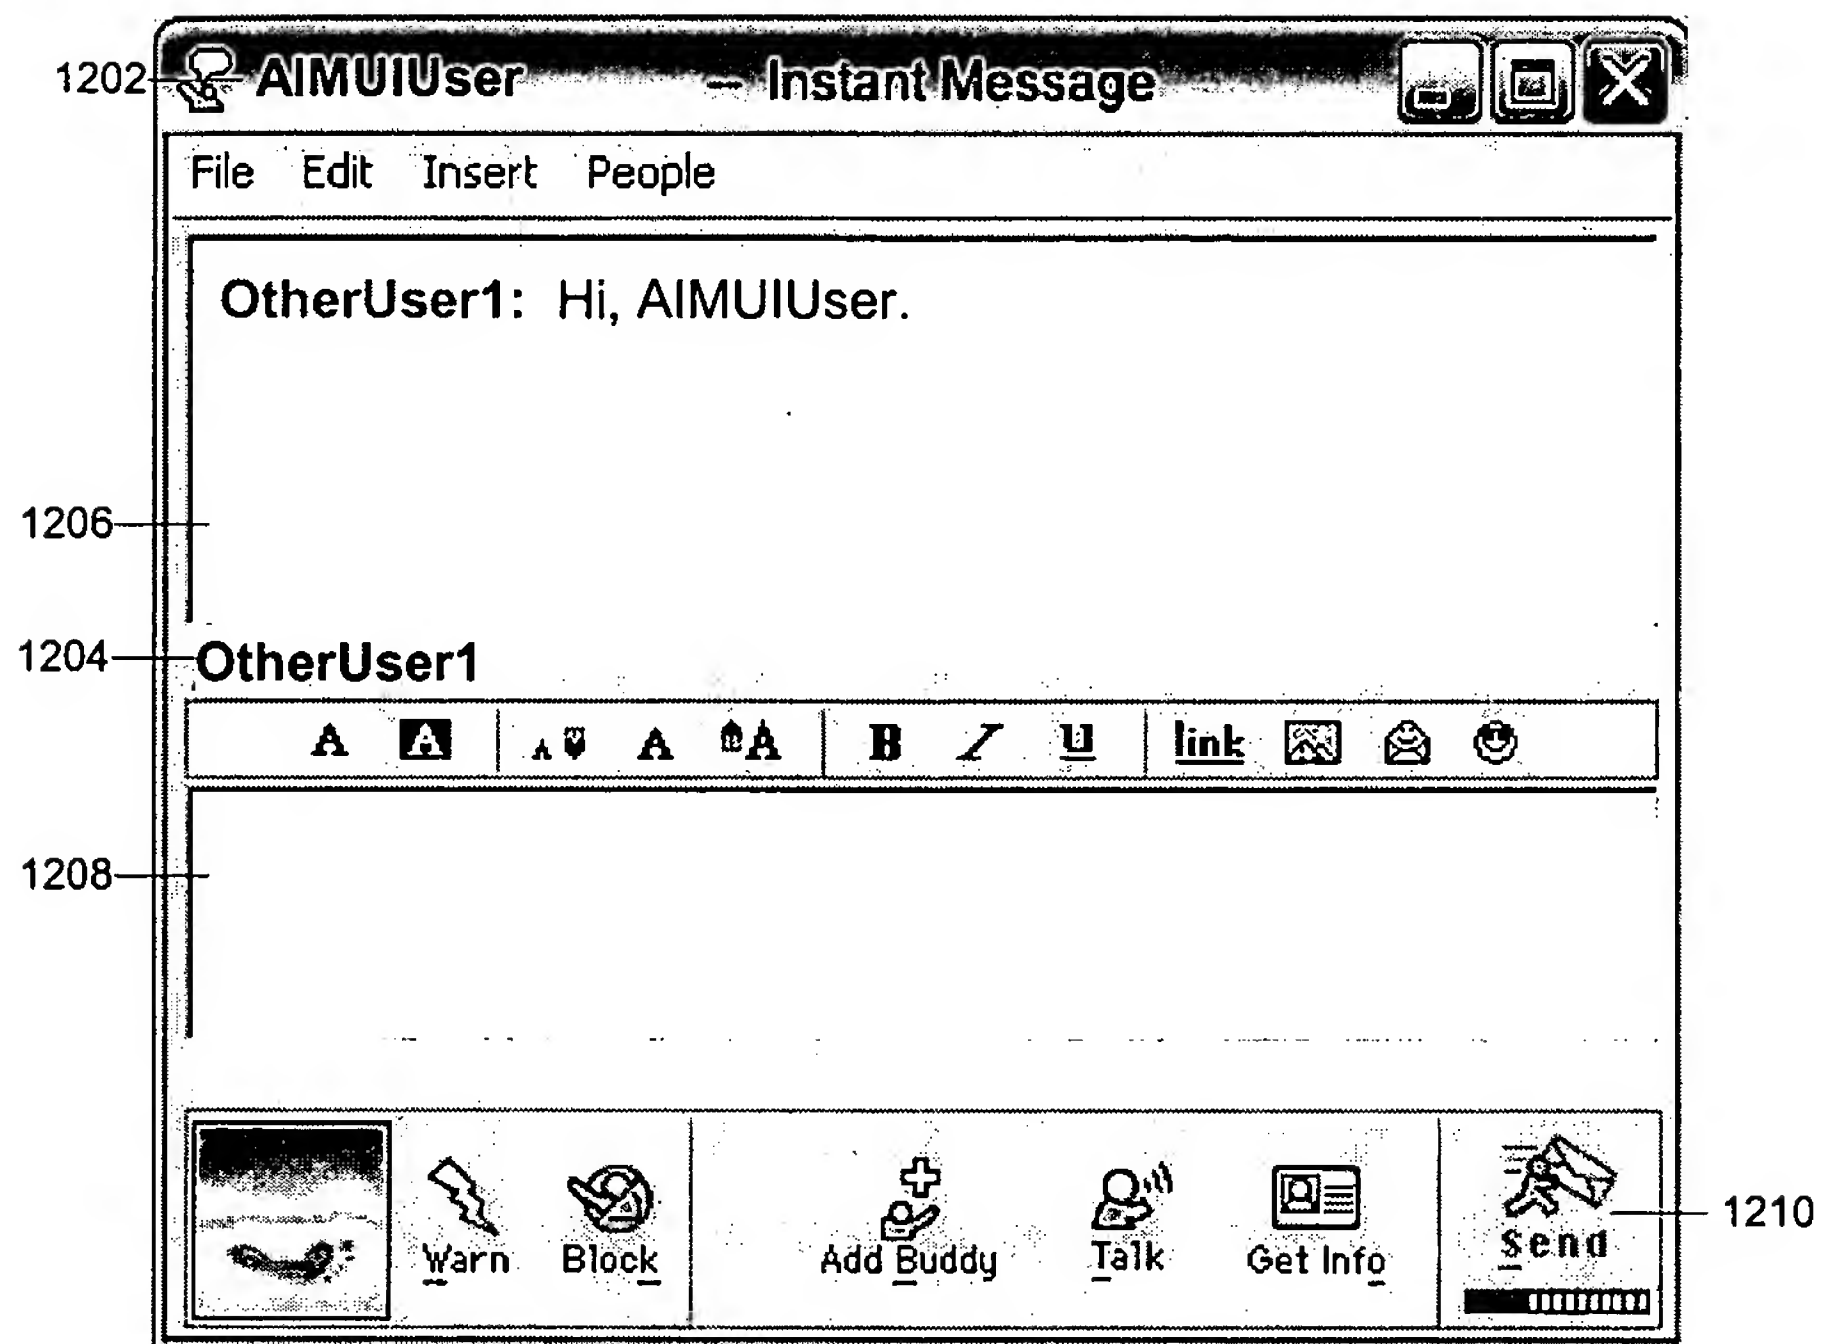 1202 AIMUIUser – Instant Message
File Edit Insert People
OtherUser1: Hi, AIMUIUser.
1206
1204 OtherUser1
A A A A A B I U link
1208
Warn Block Add Buddy Talk Get Info Send
1210